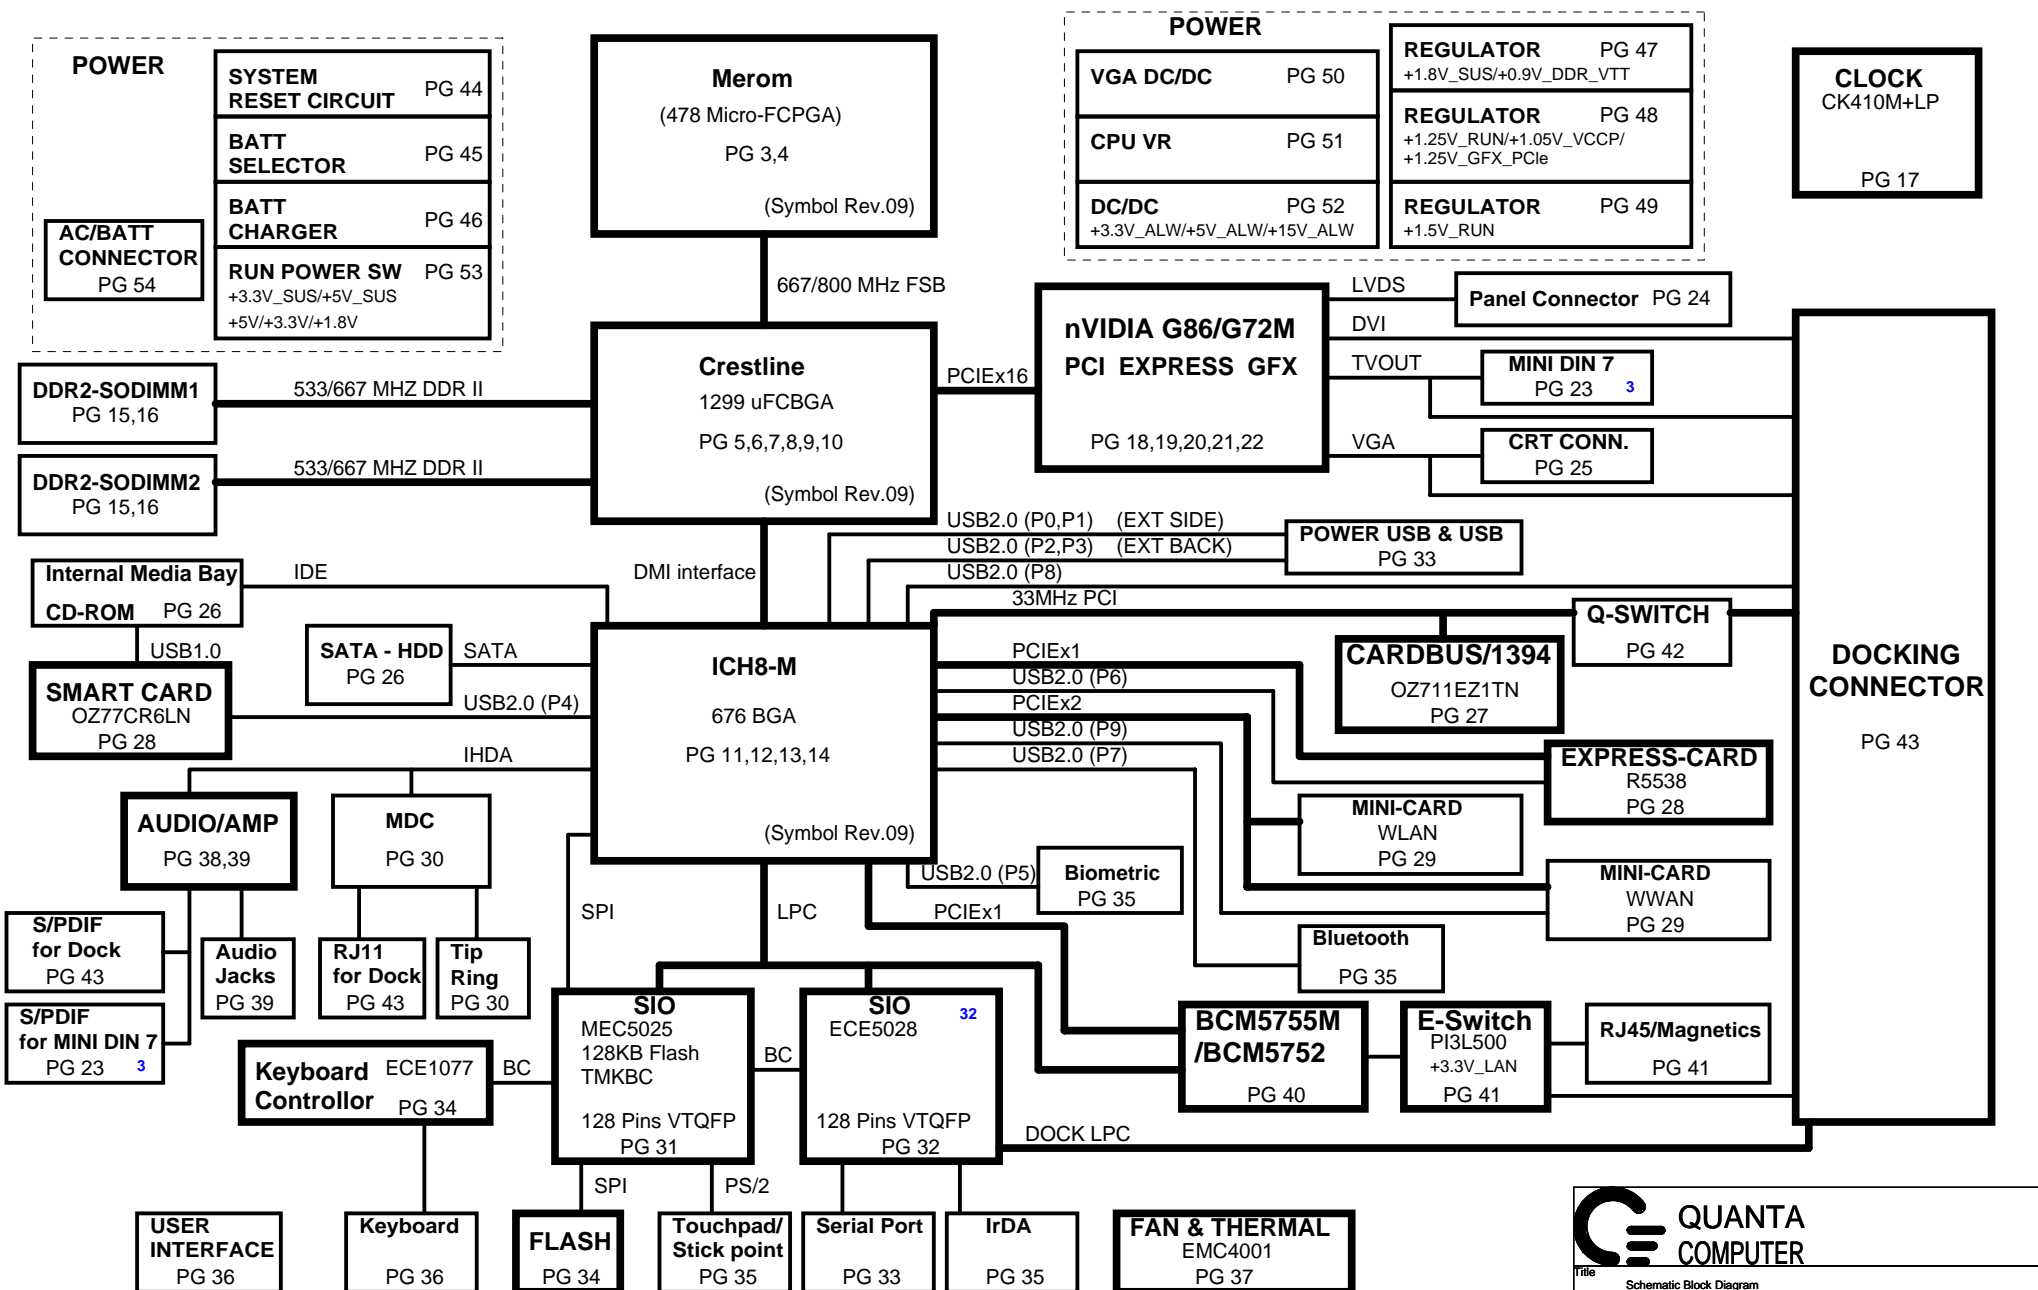 POWER
SYSTEM
RESET CIRCUIT PG 44
BATT
SELECTOR PG 45
BATT
CHARGER PG 46
RUN POWER SW PG 53
+3.3V_SUS/+5V_SUS
+5V/+3.3V/+1.8V
AC/BATT
CONNECTOR
PG 54
Merom
(478 Micro-FCPGA)
PG 3,4
(Symbol Rev.09)
POWER
VGA DC/DC PG 50
CPU VR PG 51
DC/DC PG 52
+3.3V_ALW/+5V_ALW/+15V_ALW
REGULATOR PG 47
+1.8V_SUS/+0.9V_DDR_VTT
REGULATOR PG 48
+1.25V_RUN/+1.05V_VCCP/
+1.25V_GFX_PCIe
REGULATOR PG 49
+1.5V_RUN
CLOCK
CK410M+LP
PG 17
667/800 MHz FSB
DDR2-SODIMM1
PG 15,16
533/667 MHZ DDR II
DDR2-SODIMM2
PG 15,16
533/667 MHZ DDR II
Crestline
1299 uFCBGA
PG 5,6,7,8,9,10
(Symbol Rev.09)
PCIEx16
nVIDIA G86/G72M
PCI EXPRESS GFX
PG 18,19,20,21,22
LVDS
Panel Connector PG 24
DVI
TVOUT
MINI DIN 7
PG 23 3
VGA
CRT CONN.
PG 25
USB2.0 (P0,P1) (EXT SIDE)
USB2.0 (P2,P3) (EXT BACK)
POWER USB & USB
PG 33
USB2.0 (P8)
33MHz PCI
Q-SWITCH
PG 42
DOCKING
CONNECTOR
PG 43
Internal Media Bay
CD-ROM PG 26
IDE
DMI interface
USB1.0
SATA - HDD
PG 26
SATA
SMART CARD
OZ77CR6LN
PG 28
USB2.0 (P4)
ICH8-M
676 BGA
PG 11,12,13,14
(Symbol Rev.09)
PCIEx1
USB2.0 (P6)
PCIEx2
USB2.0 (P9)
USB2.0 (P7)
CARDBUS/1394
OZ711EZ1TN
PG 27
EXPRESS-CARD
R5538
PG 28
MINI-CARD
WLAN
PG 29
MINI-CARD
WWAN
PG 29
IHDA
AUDIO/AMP
PG 38,39
MDC
PG 30
USB2.0 (P5)
Biometric
PG 35
SPI
LPC
PCIEx1
Bluetooth
PG 35
S/PDIF
for Dock
PG 43
Audio
Jacks
PG 39
RJ11
for Dock
PG 43
Tip
Ring
PG 30
S/PDIF
for MINI DIN 7
PG 23 3
Keyboard
Controllor
ECE1077
PG 34
BC
SIO
MEC5025
128KB Flash
TMKBC
128 Pins VTQFP
PG 31
BC
SIO
ECE5028
32
128 Pins VTQFP
PG 32
DOCK LPC
BCM5755M
/BCM5752
PG 40
E-Switch
PI3L500
+3.3V_LAN
PG 41
RJ45/Magnetics
PG 41
SPI
PS/2
USER
INTERFACE
PG 36
Keyboard
PG 36
FLASH
PG 34
Touchpad/
Stick point
PG 35
Serial Port
PG 33
IrDA
PG 35
FAN & THERMAL
EMC4001
PG 37
QUANTA
COMPUTER
Title
Schematic Block Diagram